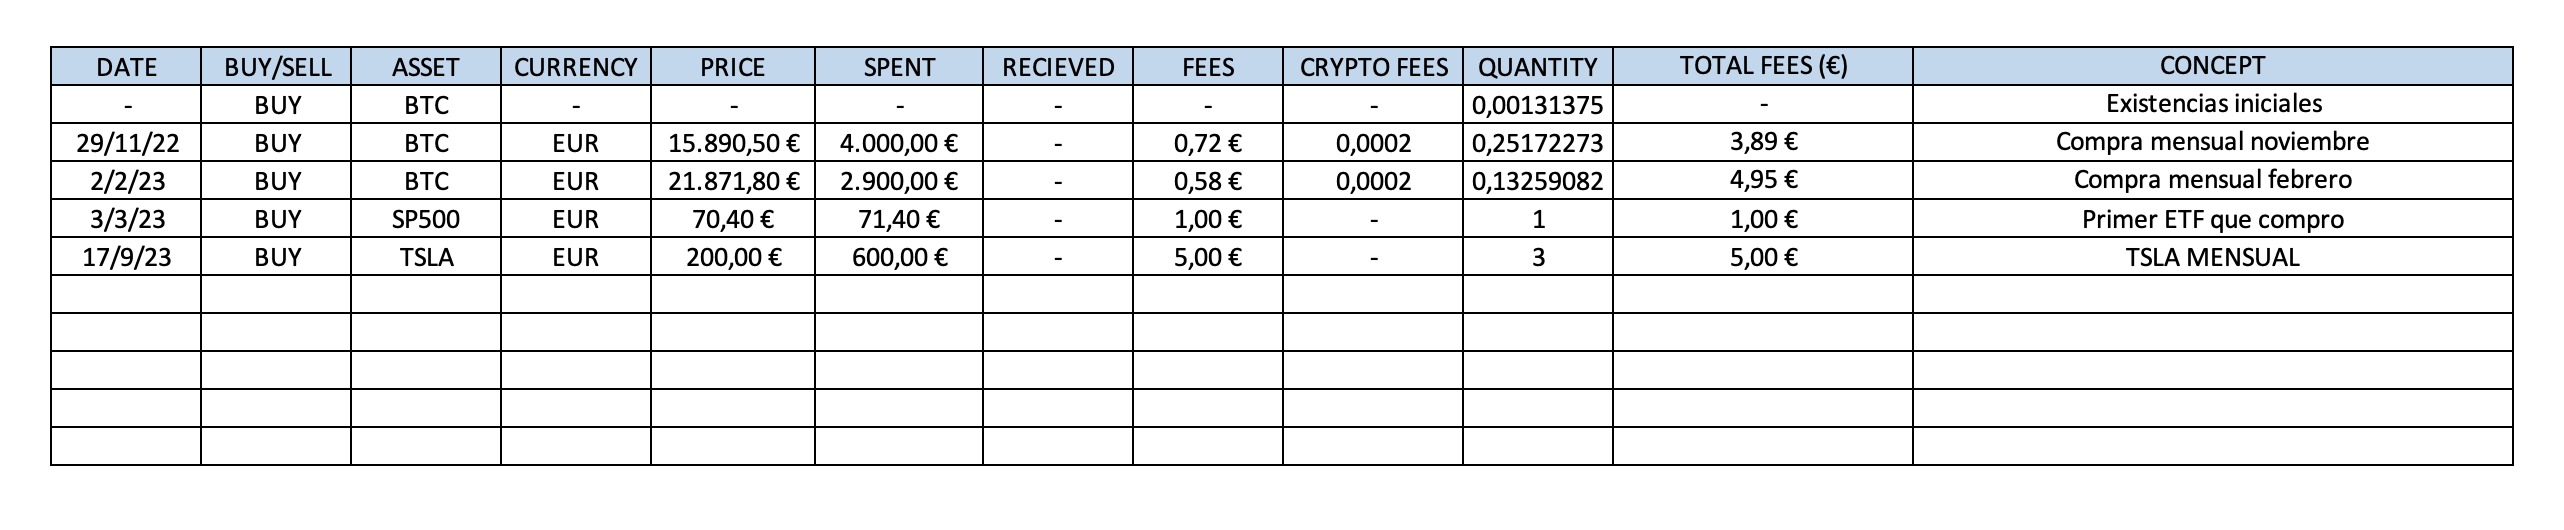 DATE BUY/SELL ASSET CURRENCY PRICE SPENT RECIEVED FEES CRYPTO FEES QUANTITY TOTAL FEES (€) CONCEPT
- BUY BTC - - - - - - 0,00131375 - Existencias iniciales
29/11/22 BUY BTC EUR 15.890,50 € 4.000,00 € - 0,72 € 0,0002 0,25172273 3,89 € Compra mensual noviembre
2/2/23 BUY BTC EUR 21.871,80 € 2.900,00 € - 0,58 € 0,0002 0,13259082 4,95 € Compra mensual febrero
3/3/23 BUY SP500 EUR 70,40 € 71,40 € - 1,00 € - 1 1,00 € Primer ETF que compro
17/9/23 BUY TSLA EUR 200,00 € 600,00 € - 5,00 € - 3 5,00 € TSLA MENSUAL